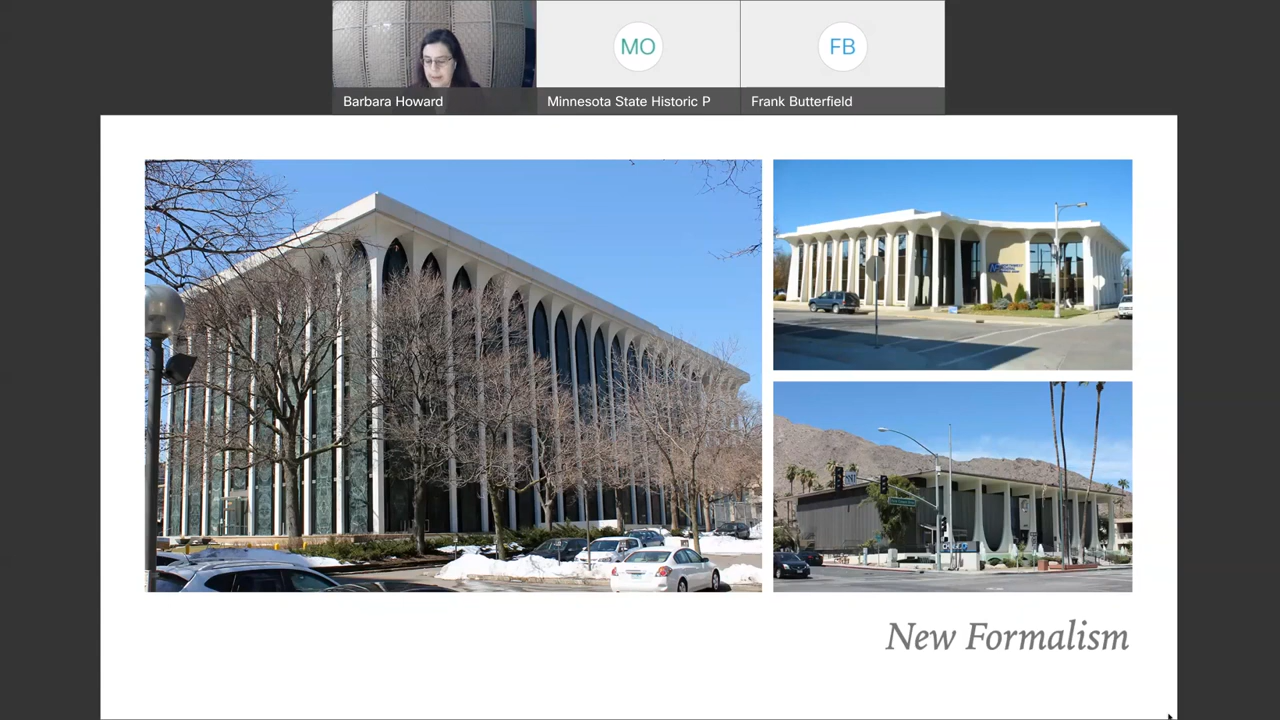 MO
FB
Barbara Howard
Minnesota State Historic P
Frank Butterfield
New Formalism